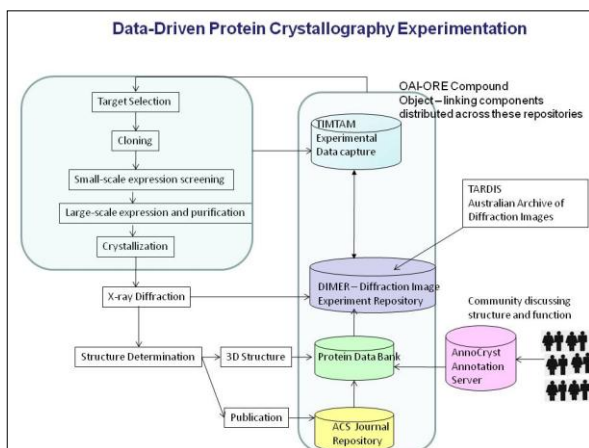 Data-Driven Protein Crystallography Experimentation
OAI-ORE Compound
Object – linking components
distributed across these repositories
Target Selection
Cloning
Small-scale expression screening
Large-scale expression and purification
Crystallization
TIMTAM
Experimental
Data capture
TARDIS
Australian Archive of
Diffraction Images
X-ray Diffraction
DIMER – Diffraction Image
Experiment Repository
Community discussing
structure and function
Structure Determination
3D Structure
Protein Data Bank
AnnoCryst
Annotation
Server
Publication
ACS Journal
Repository